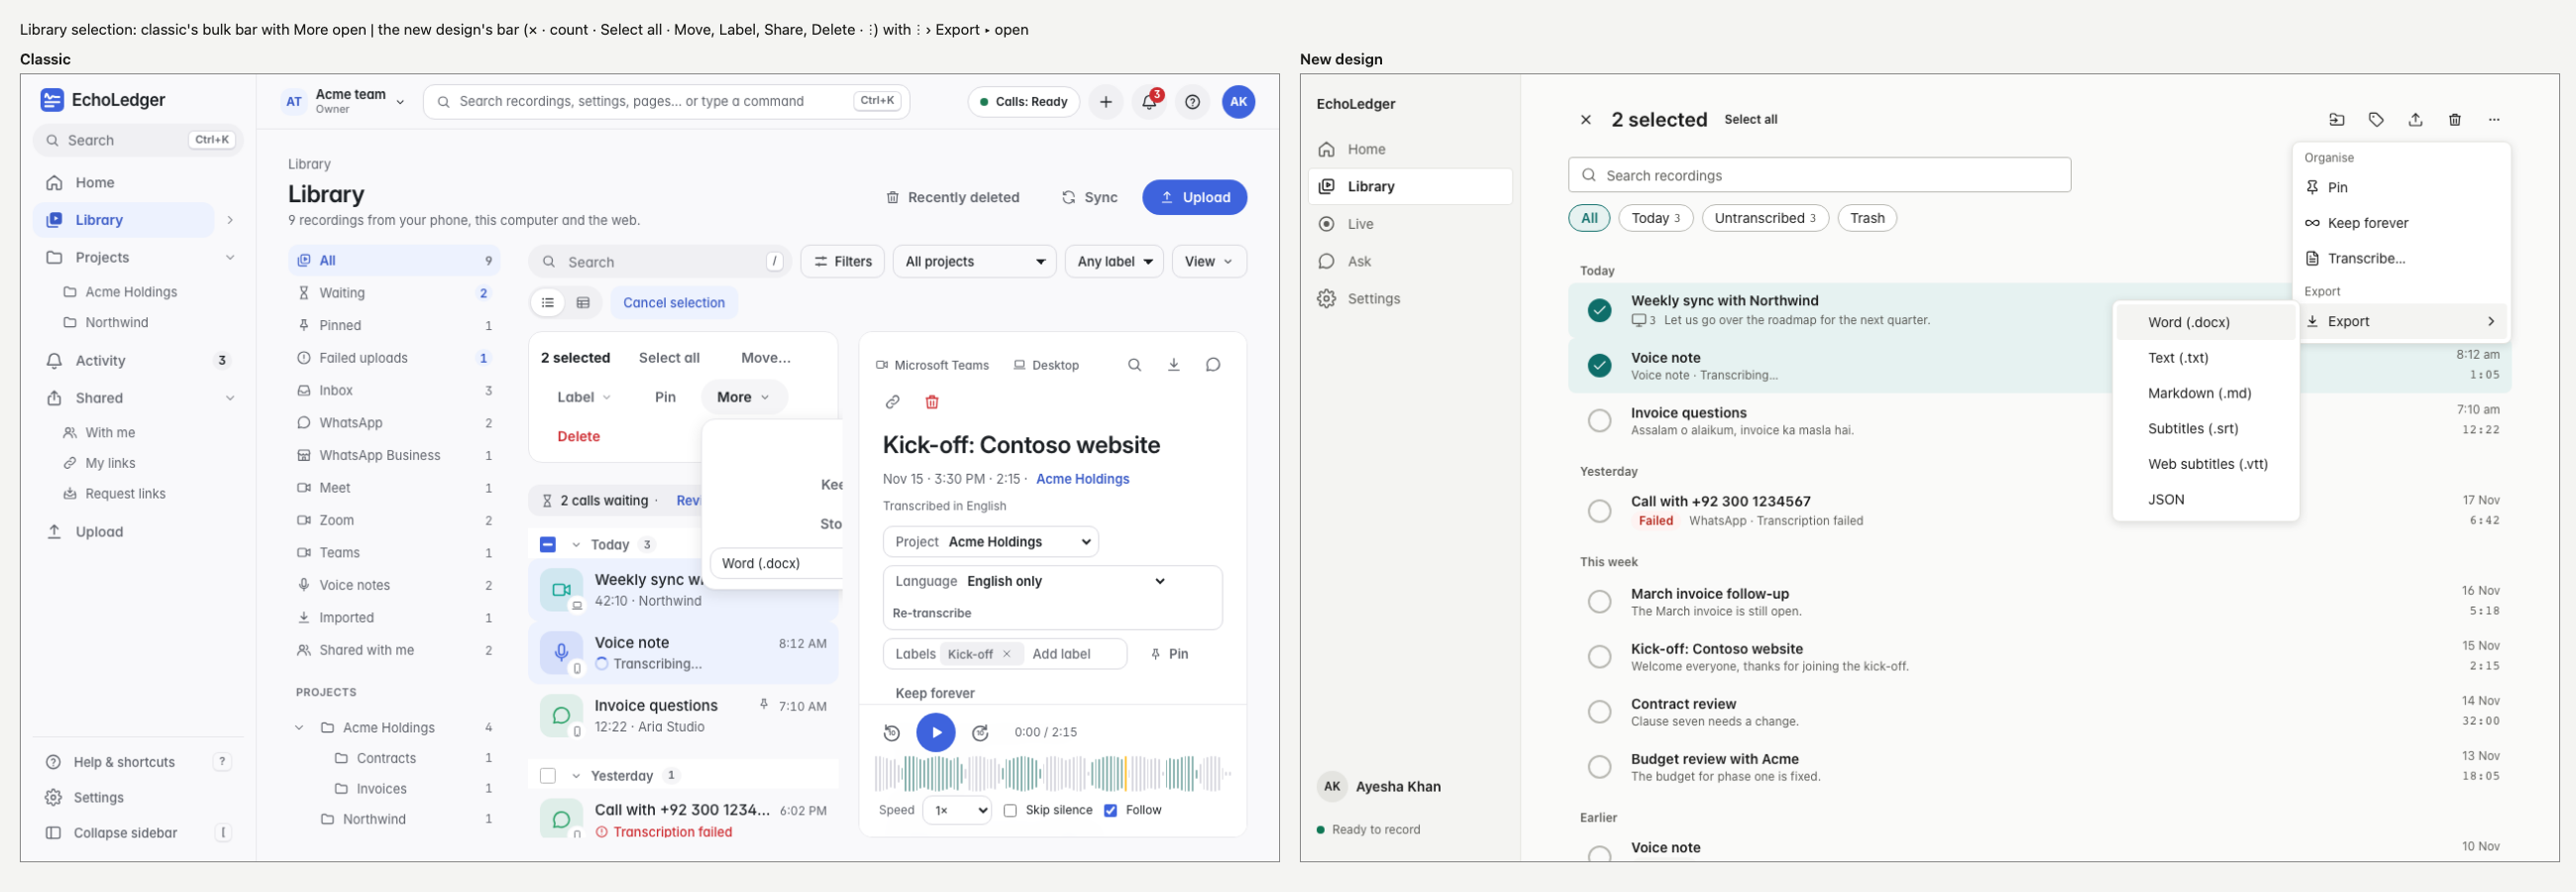 Library selection: classic's bulk bar with More open | the new design's bar (× · count · Select all · Move, Label, Share, Delete · ⋮) with ⋮ › Export ▸ open
Classic
EchoLedger
Search Ctrl+K
Home
Library
Projects
Acme Holdings
Northwind
Activity 3
Shared
With me
My links
Request links
Upload
Help & shortcuts ?
Settings
Collapse sidebar [
AT Acme team
Owner
Search recordings, settings, pages... or type a command Ctrl+K
Calls: Ready
3
AK
Library
Library
9 recordings from your phone, this computer and the web.
Recently deleted
Sync
Upload
All 9
Waiting 2
Pinned 1
Failed uploads 1
Inbox 3
WhatsApp 2
WhatsApp Business 1
Meet 1
Zoom 2
Teams 1
Voice notes 2
Imported 1
Shared with me 2
PROJECTS
Acme Holdings 4
Contracts 1
Invoices 1
Northwind 1
Search /
Filters
All projects
Any label
View
Cancel selection
2 selected Select all Move...
Label Pin More
Delete
Kee
Sto
Word (.docx)
2 calls waiting ·
Today 3
Weekly sync
42:10 · Northwind
Voice note 8:12 AM
Transcribing...
Invoice questions 7:10 AM
12:22 · Aria Studio
Yesterday 1
Call with +92 300 1234... 6:02 PM
Transcription failed
Microsoft Teams Desktop
Kick-off: Contoso website
Nov 15 · 3:30 PM · 2:15 · Acme Holdings
Transcribed in English
Project Acme Holdings
Language English only
Re-transcribe
Labels Kick-off × Add label Pin
Keep forever
10 10 0:00 / 2:15
Speed 1× Skip silence Follow
New design
EchoLedger
Home
Library
Live
Ask
Settings
AK Ayesha Khan
Ready to record
2 selected Select all
Search recordings
All Today 3 Untranscribed 3 Trash
Organise
Pin
Keep forever
Transcribe...
Export
Export
Word (.docx)
Text (.txt)
Markdown (.md)
Subtitles (.srt)
Web subtitles (.vtt)
JSON
Today
Weekly sync with Northwind
3 Let us go over the roadmap for the next quarter.
Voice note 8:12 am
Voice note · Transcribing... 1:05
Invoice questions 7:10 am
Assalam o alaikum, invoice ka masla hai. 12:22
Yesterday
Call with +92 300 1234567 17 Nov
Failed WhatsApp · Transcription failed 6:42
This week
March invoice follow-up 16 Nov
The March invoice is still open. 5:18
Kick-off: Contoso website 15 Nov
Welcome everyone, thanks for joining the kick-off. 2:15
Contract review 14 Nov
Clause seven needs a change. 32:00
Budget review with Acme 13 Nov
The budget for phase one is fixed. 18:05
Earlier
Voice note 10 Nov